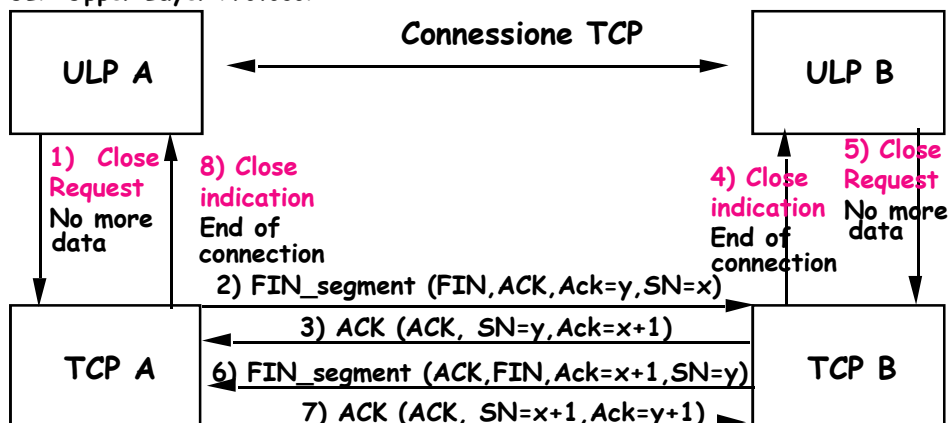 Connessione TCP
ULP A
ULP B
1) Close
Request
No more
data
8) Close
indication
End of
connection
4) Close
indication
End of
connection
5) Close
Request
No more
data
2) FIN_segment (FIN,ACK,Ack=y,SN=x)
3) ACK (ACK, SN=y,Ack=x+1)
6) FIN_segment (ACK,FIN,Ack=x+1,SN=y)
7) ACK (ACK, SN=x+1,Ack=y+1)
TCP A
TCP B